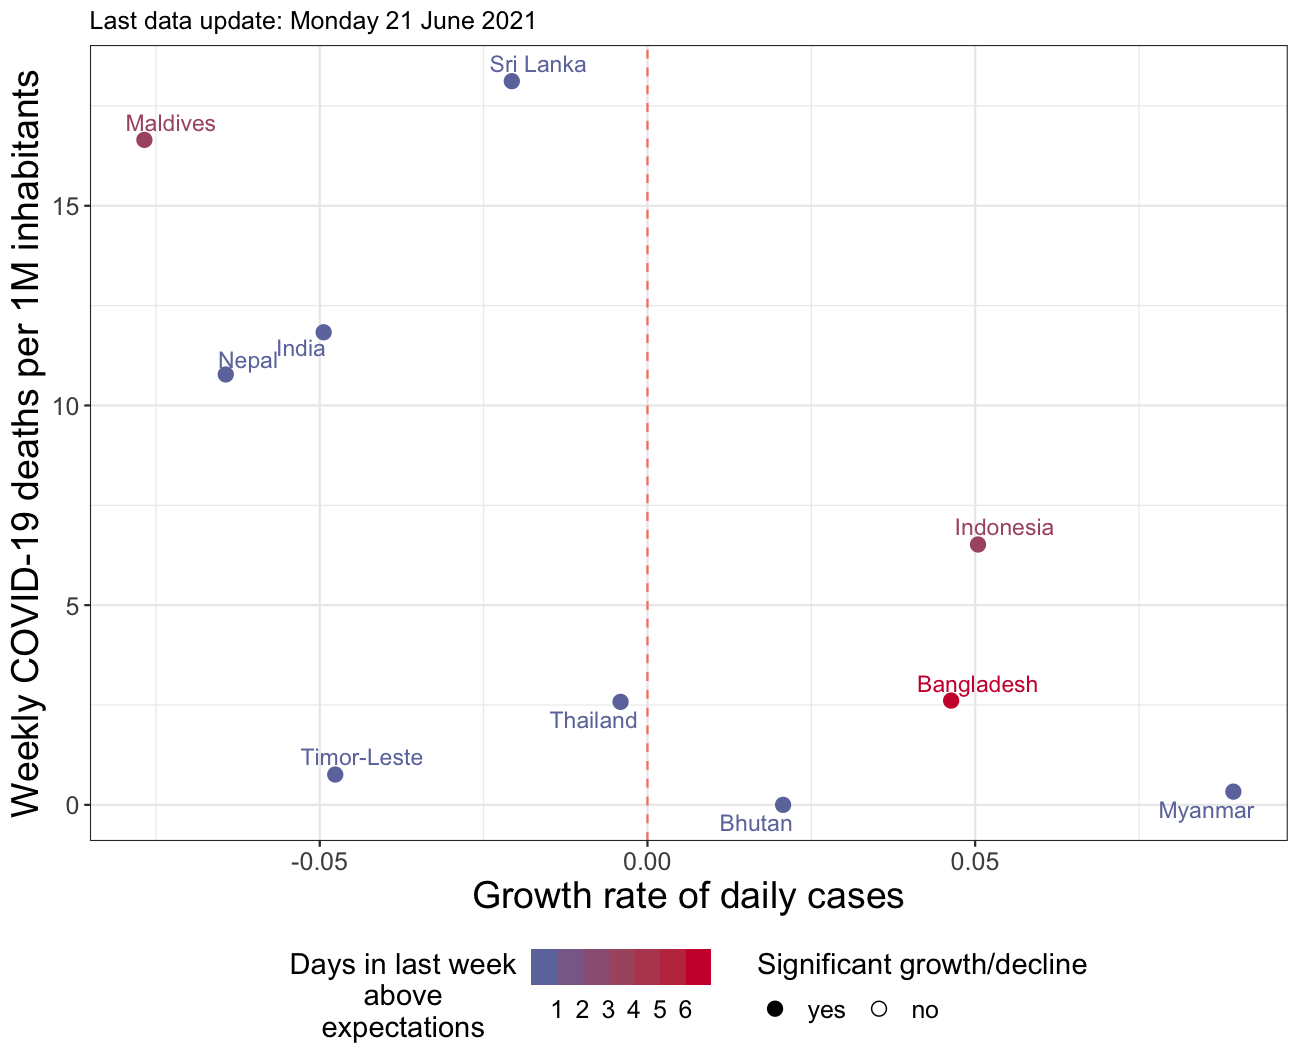 Last data update: Monday 21 June 2021
Weekly COVID-19 deaths per 1M inhabitants
Sri Lanka
Maldives
15
India
Nepal
10
Indonesia
5
Bangladesh
Thailand
Timor-Leste
0
Bhutan
Myanmar
-0.05 0.00 0.05
Growth rate of daily cases
Days in last week
above
expectations
1 2 3 4 5 6
Significant growth/decline
yes no